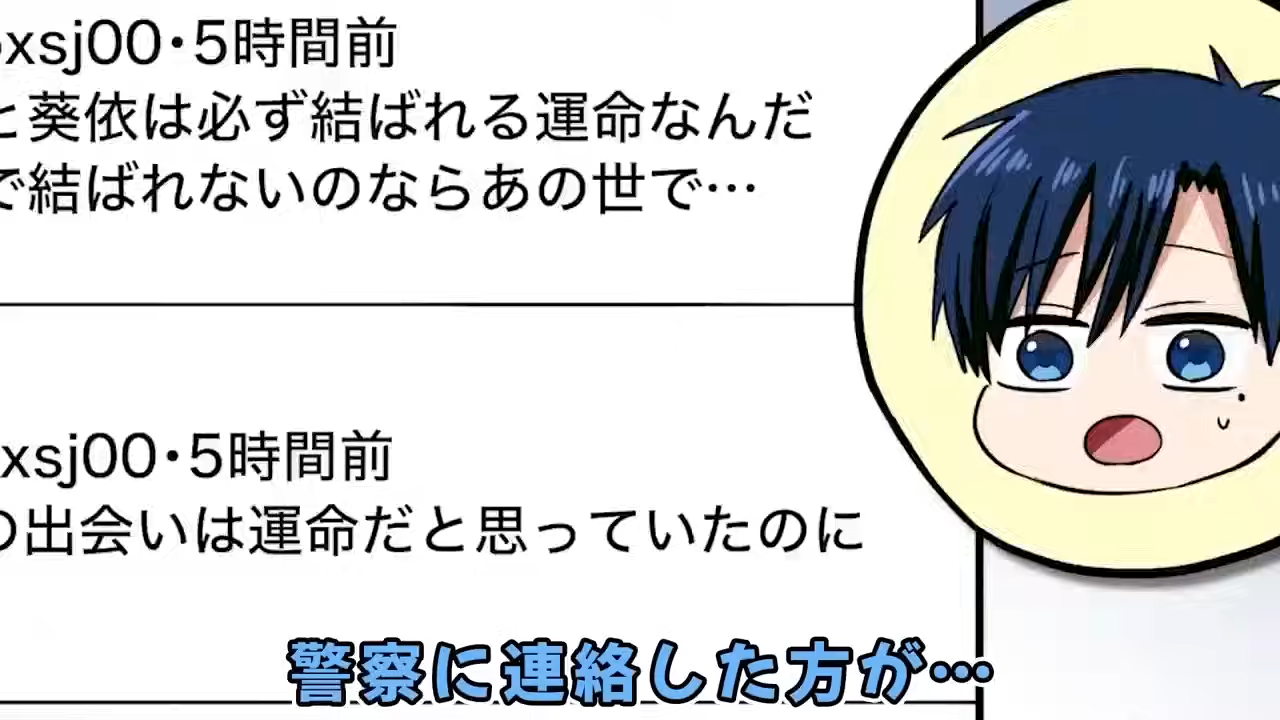 xsj00･5時間前
と葵依は必ず結ばれる運命なんだ
で結ばれないのならあの世で…
xsj00･5時間前
の出会いは運命だと思っていたのに
警察に連絡した方が…